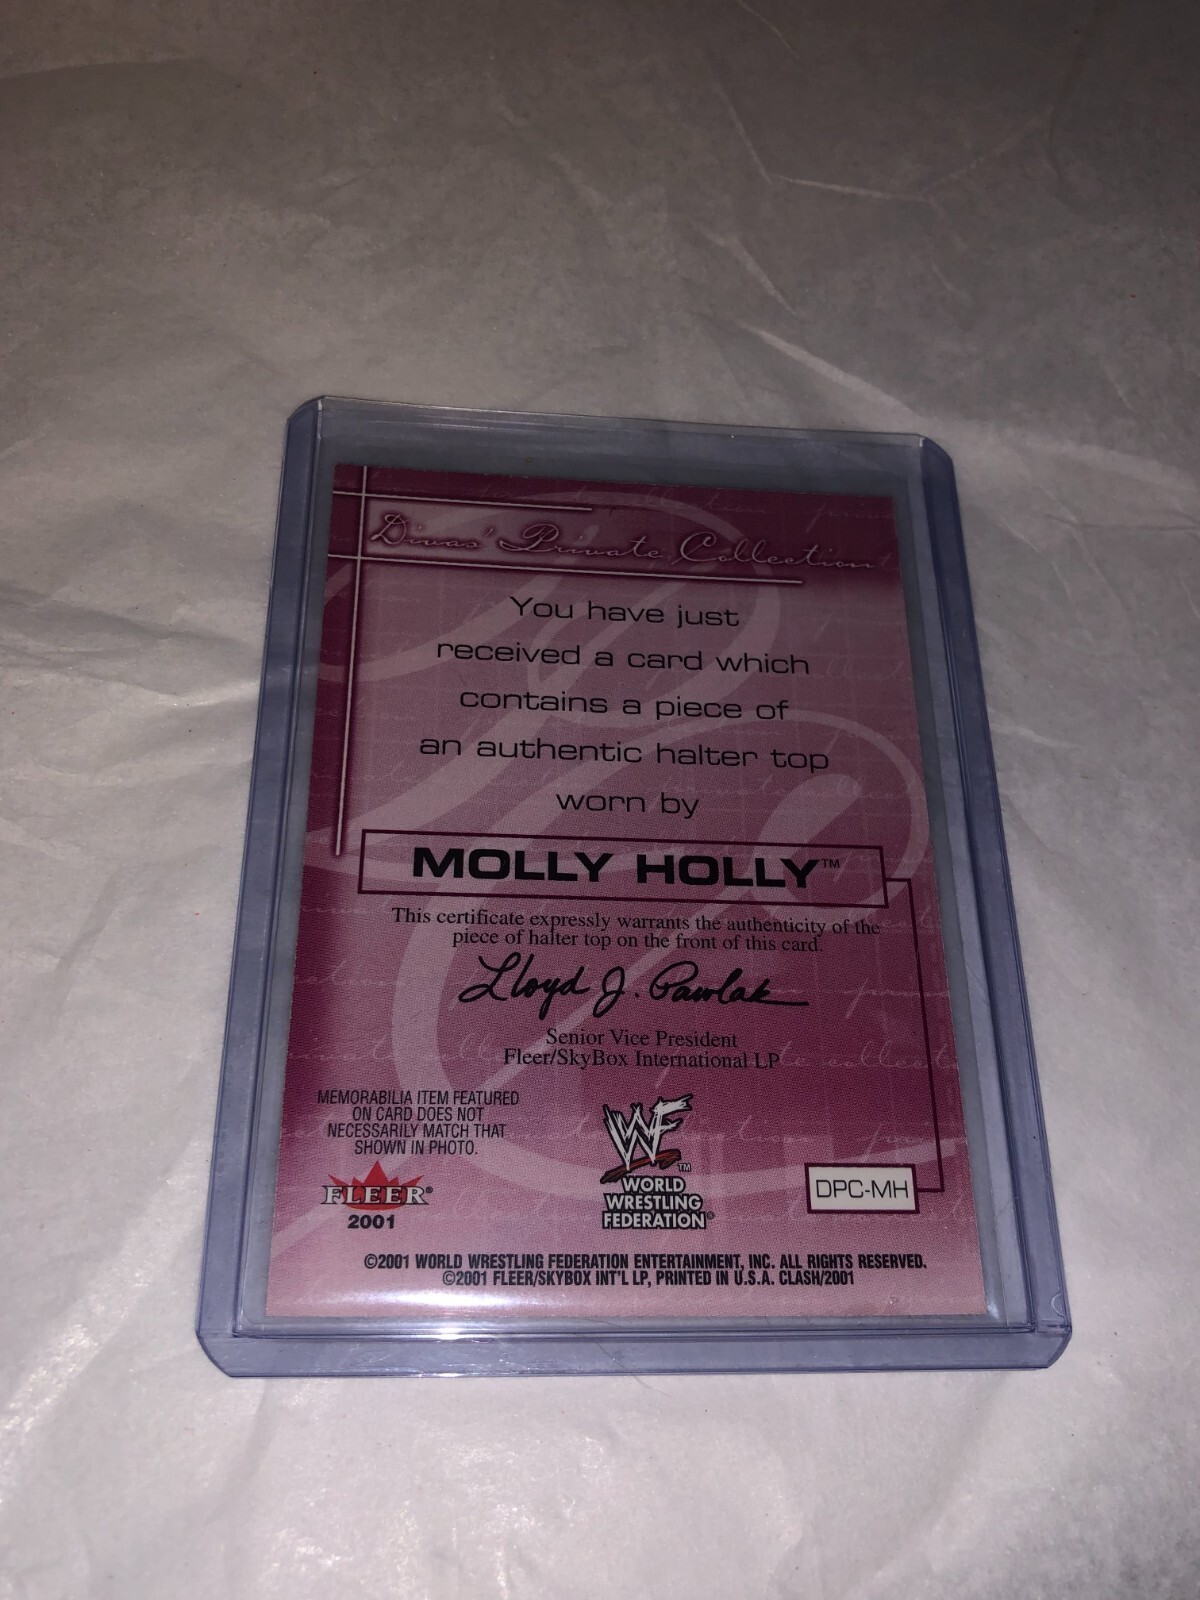 Divas' Private Collection
You have just
received a card which
contains a piece of
an authentic halter top
worn by
MOLLY HOLLY™
This certificate expressly warrants the authenticity of the
piece of halter top on the front of this card.
Lloyd J. Pawlak
Senior Vice President
Fleer/SkyBox International LP
MEMORABILIA ITEM FEATURED
ON CARD DOES NOT
NECESSARILY MATCH THAT
SHOWN IN PHOTO.
FLEER®
2001
WF™
WORLD
WRESTLING
FEDERATION®
DPC-MH
©2001 WORLD WRESTLING FEDERATION ENTERTAINMENT, INC. ALL RIGHTS RESERVED.
©2001 FLEER/SKYBOX INT'L LP, PRINTED IN U.S.A. CLASH/2001